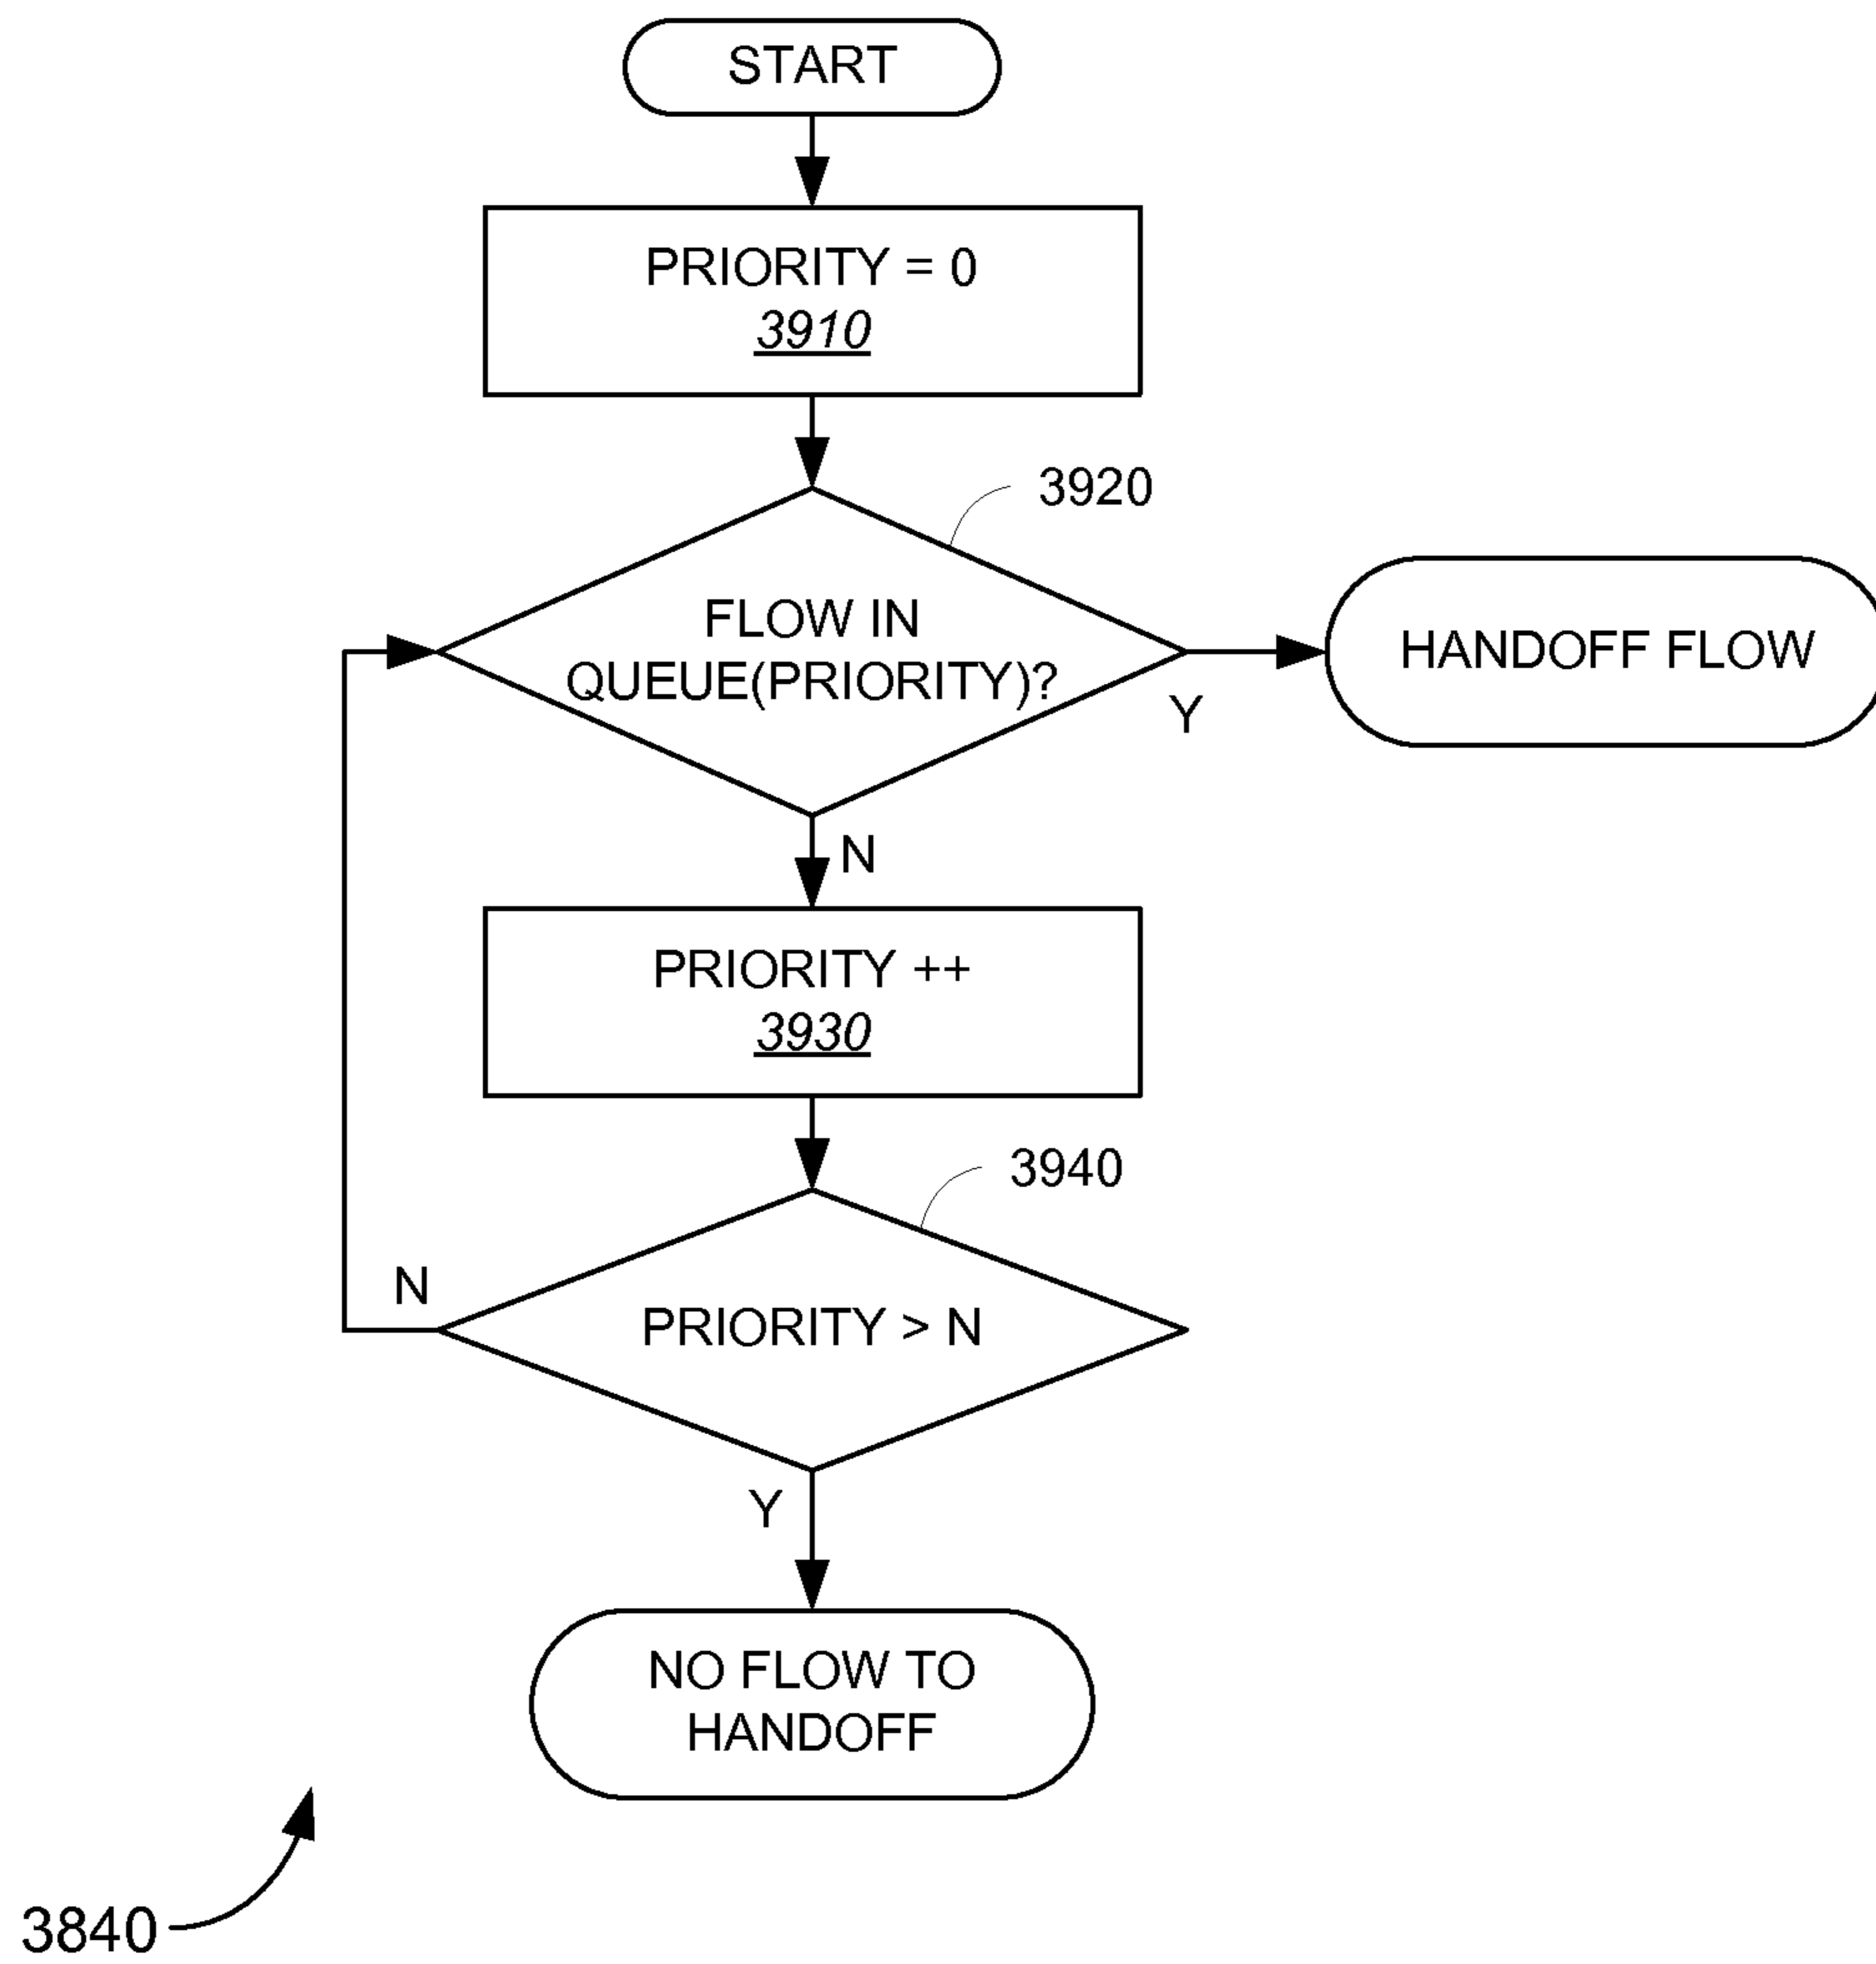 START
PRIORITY = 0
3910
3920
FLOW IN
QUEUE(PRIORITY)?
Y
HANDOFF FLOW
N
PRIORITY ++
3930
3940
N
PRIORITY > N
Y
NO FLOW TO
HANDOFF
3840